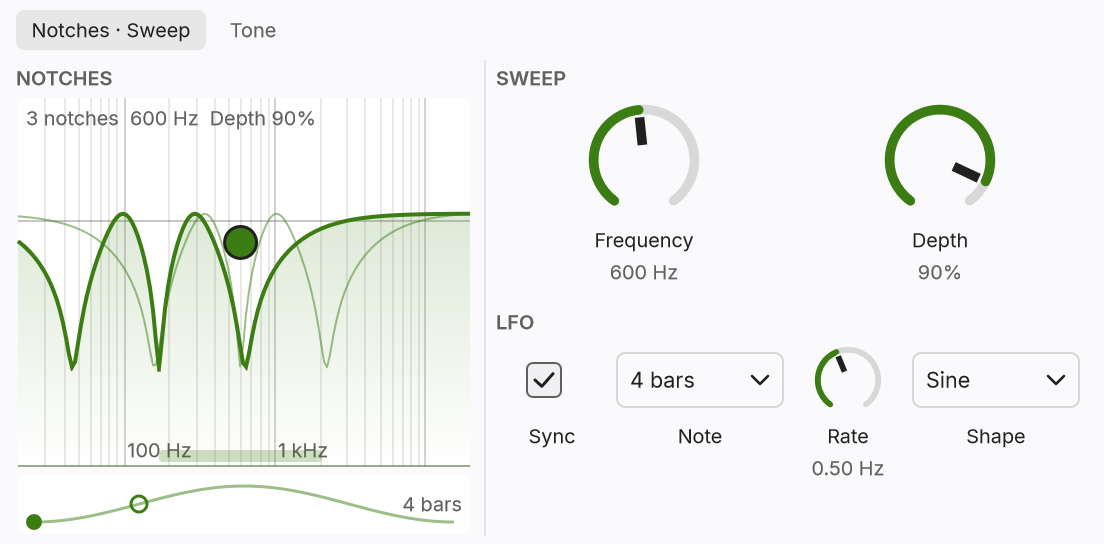 Notches · Sweep
Tone
NOTCHES
3 notches 600 Hz Depth 90%
100 Hz
1 kHz
4 bars
SWEEP
Frequency
600 Hz
Depth
90%
LFO
4 bars
Sine
Sync
Note
Rate
Shape
0.50 Hz